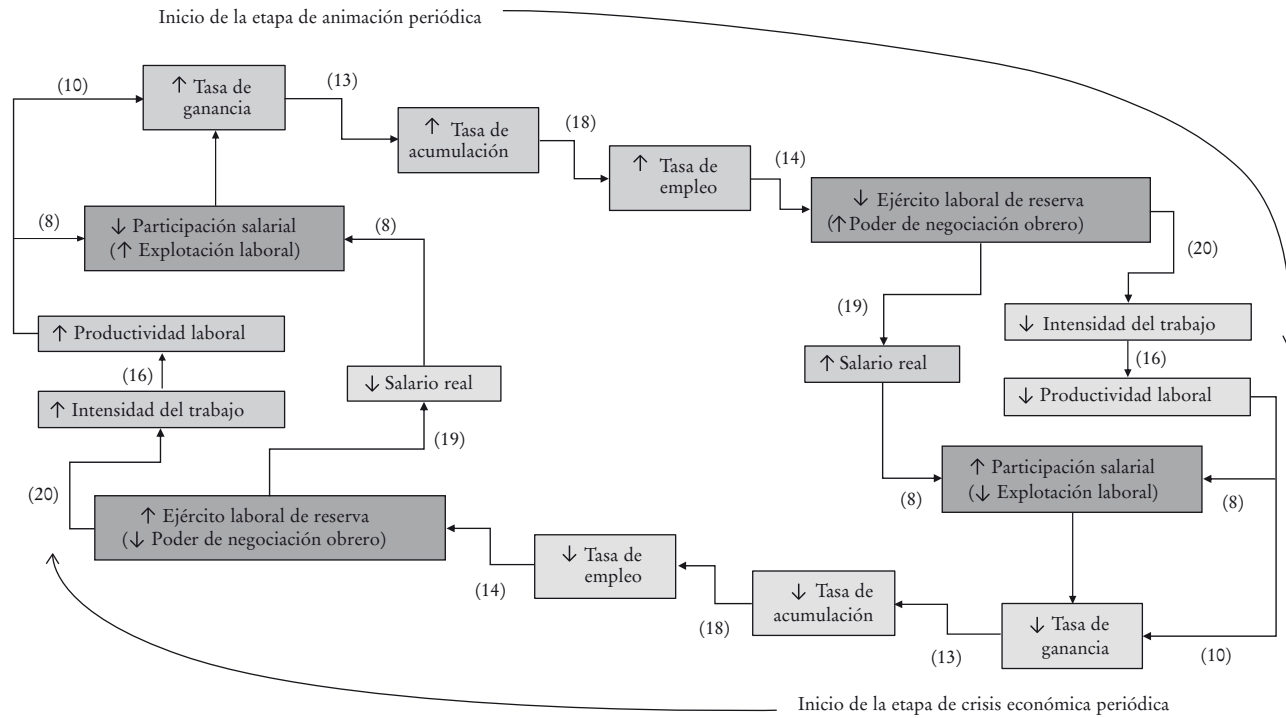 Inicio de la etapa de animación periódica
(10)
↑ Tasa de
ganancia
(13)
↑ Tasa de
acumulación
(18)
↑ Tasa de
empleo
(14)
↓ Ejército laboral de reserva
(↑ Poder de negociación obrero)
(8)
↓ Participación salarial
(↑ Explotación laboral)
(8)
(20)
(19)
↓ Intensidad del trabajo
↑ Productividad laboral
(16)
↑ Salario real
(16)
↓ Salario real
↓ Productividad laboral
↑ Intensidad del trabajo
(19)
↑ Participación salarial
(↓ Explotación laboral)
(20)
(8)
(8)
↑ Ejército laboral de reserva
(↓ Poder de negociación obrero)
(14)
↓ Tasa de
empleo
(18)
↓ Tasa de
acumulación
(13)
↓ Tasa de
ganancia
(10)
Inicio de la etapa de crisis económica periódica